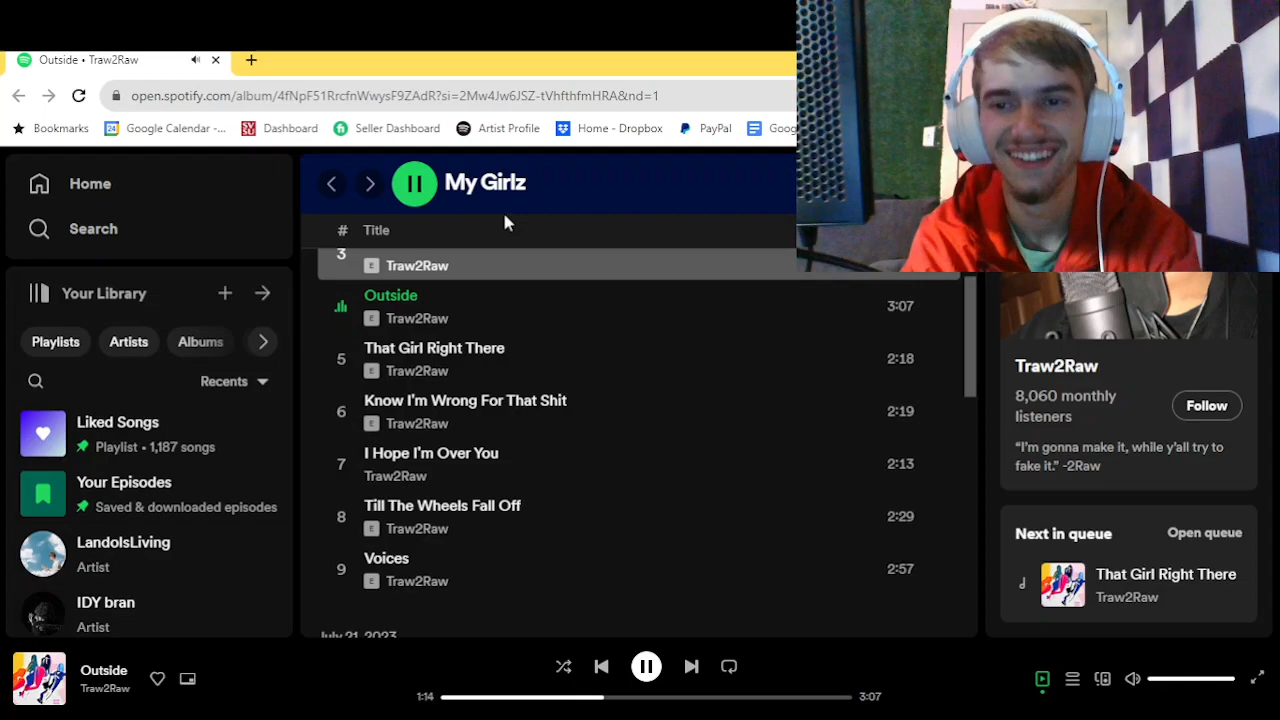 Outside • Traw2Raw
open.spotify.com/album/4fNpF51RrcfnWwysF9ZAdR?si=2Mw4Jw6JSZ-tVhfthfmHRA&nd=1
Bookmarks Google Calendar -... Dashboard Seller Dashboard Artist Profile Home - Dropbox PayPal Goog
Home
Search
Your Library
Playlists Artists Albums
Recents
Liked Songs
Playlist • 1,187 songs
Your Episodes
Saved & downloaded episodes
LandoIsLiving
Artist
IDY bran
Artist
My Girlz
# Title
3
E Traw2Raw
Outside
E Traw2Raw
3:07
5 That Girl Right There
E Traw2Raw
2:18
6 Know I'm Wrong For That Shit
E Traw2Raw
2:19
7 I Hope I'm Over You
Traw2Raw
2:13
8 Till The Wheels Fall Off
E Traw2Raw
2:29
9 Voices
E Traw2Raw
2:57
July 21, 2023
Traw2Raw
8,060 monthly
listeners
Follow
“I'm gonna make it, while y'all try to
fake it.” -2Raw
Next in queue Open queue
That Girl Right There
Traw2Raw
Outside
Traw2Raw
1:14 3:07